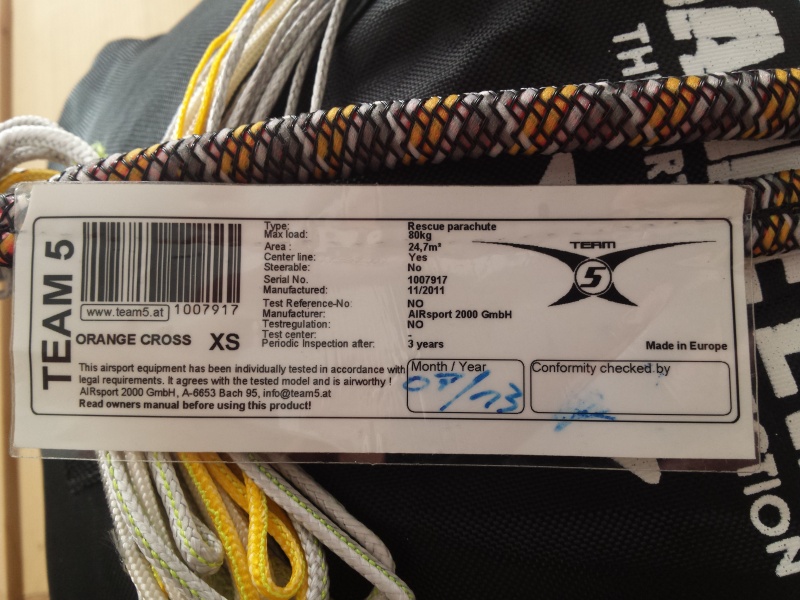 TEAM 5
www.team5.at 1007917
ORANGE CROSS XS
Type: Rescue parachute
Max load: 80kg
Area : 24,7m²
Center line: Yes
Steerable: No
Serial No. 1007917
Manufactured: 11/2011
Test Reference-No: NO
Manufacturer: AIRsport 2000 GmbH
Testregulation: NO
Test center: -
Periodic Inspection after: 3 years
TEAM
5
Made in Europe
This airsport equipment has been individually tested in accordance with
legal requirements. It agrees with the tested model and is airworthy !
AIRsport 2000 GmbH, A-6653 Bach 95, info@team5.at
Read owners manual before using this product!
Month / Year
05/13
Conformity checked by
TH